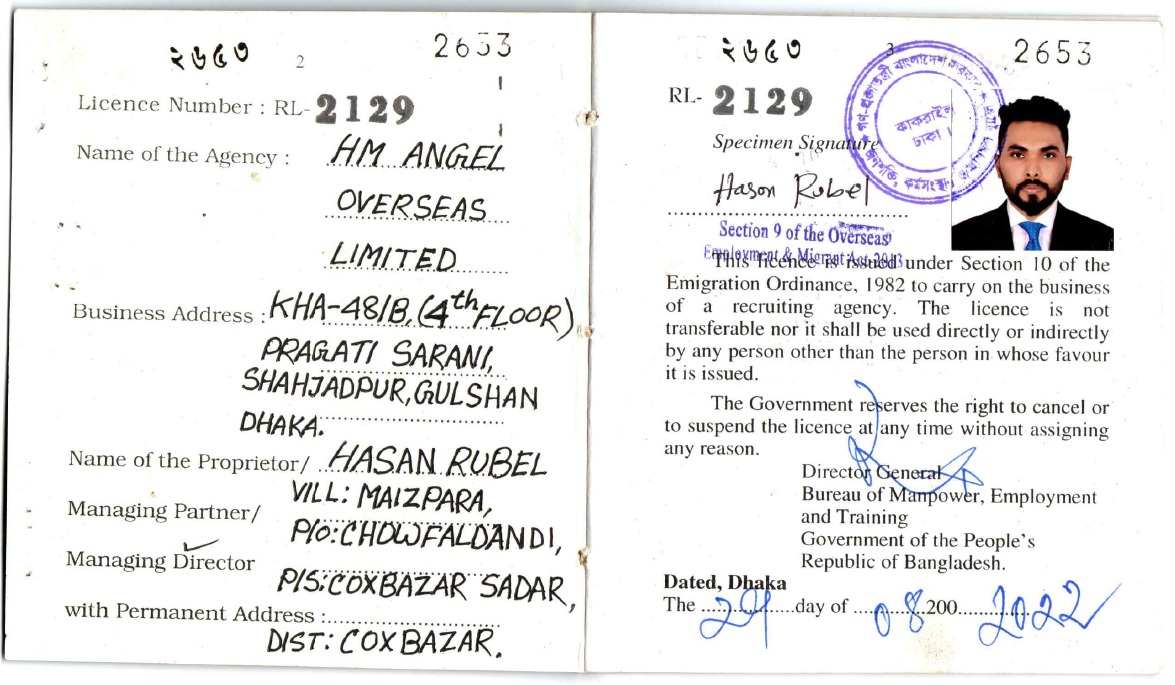 ২৬৫৩ 2 2653
Licence Number : RL-2129
Name of the Agency : HM ANGEL
OVERSEAS
LIMITED
Business Address : KHA-48/B, (4th FLOOR)
PRAGATI SARANI,
SHAHJADPUR, GULSHAN
DHAKA.
Name of the Proprietor/ HASAN RUBEL
VILL: MAIZPARA,
Managing Partner/
P/O: CHOWFALDANDI,
Managing Director
P/S: COXBAZAR SADAR,
with Permanent Address :
DIST: COXBAZAR.
২৬৫৩ 3 2653
RL- 2129
Specimen Signature
Hason Rubel
কাকরাইল
ঢাকা।
Section 9 of the Overseas
Employment & Migrant Act-2013
This licence is issued under Section 10 of the
Emigration Ordinance, 1982 to carry on the business
of a recruiting agency. The licence is not
transferable nor it shall be used directly or indirectly
by any person other than the person in whose favour
it is issued.
The Government reserves the right to cancel or
to suspend the licence at any time without assigning
any reason.
Director General
Bureau of Manpower, Employment
and Training
Government of the People's
Republic of Bangladesh.
Dated, Dhaka
The 29 day of 08 200 2022